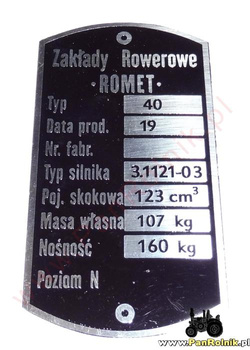 Zakłady Rowerowe
·ROMET·
Typ 40
Data prod. 19
Nr. fabr.
Typ silnika 3.1121-03
Poj. skokowa 123 cm³
Masa własna 107 kg
Nośność 160 kg
Poziom N
www.PanRolnik.pl